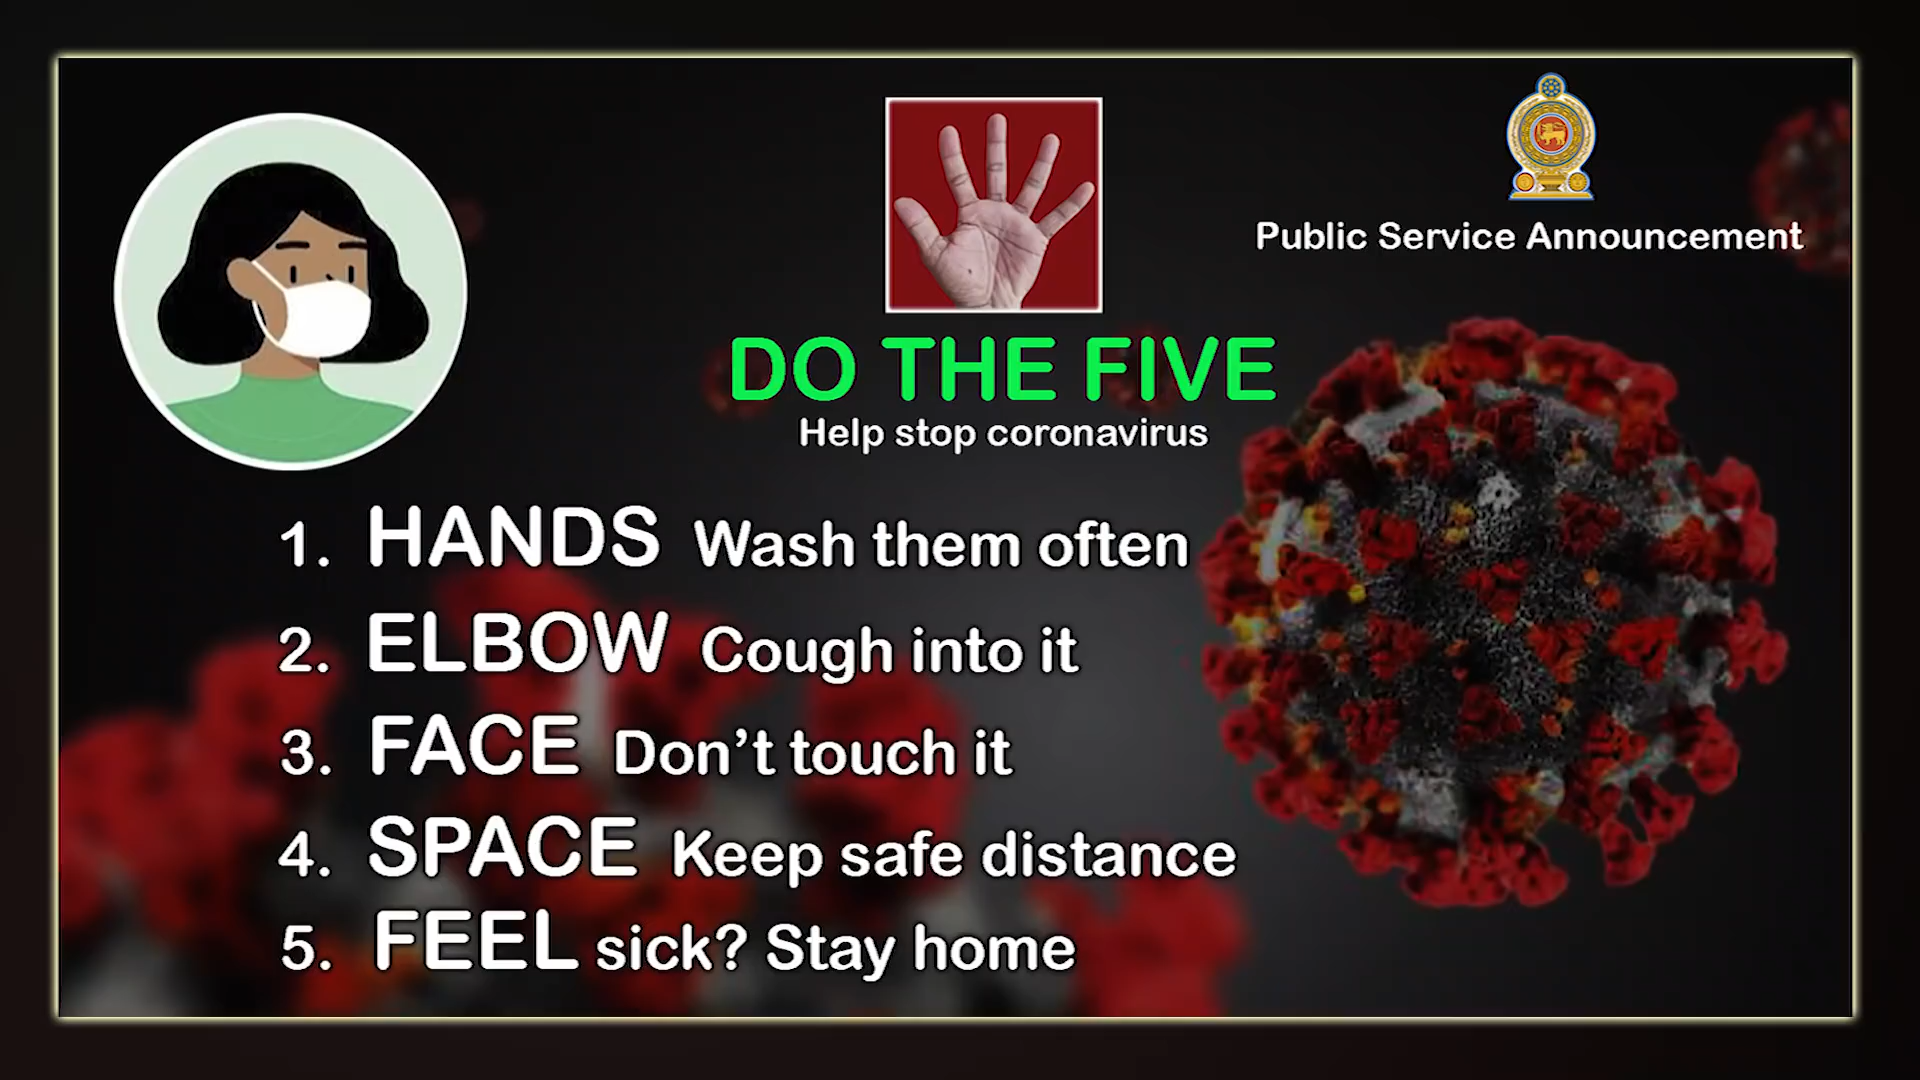 Public Service Announcement
DO THE FIVE
Help stop coronavirus
1. HANDS Wash them often
2. ELBOW Cough into it
3. FACE Don’t touch it
4. SPACE Keep safe distance
5. FEEL sick? Stay home